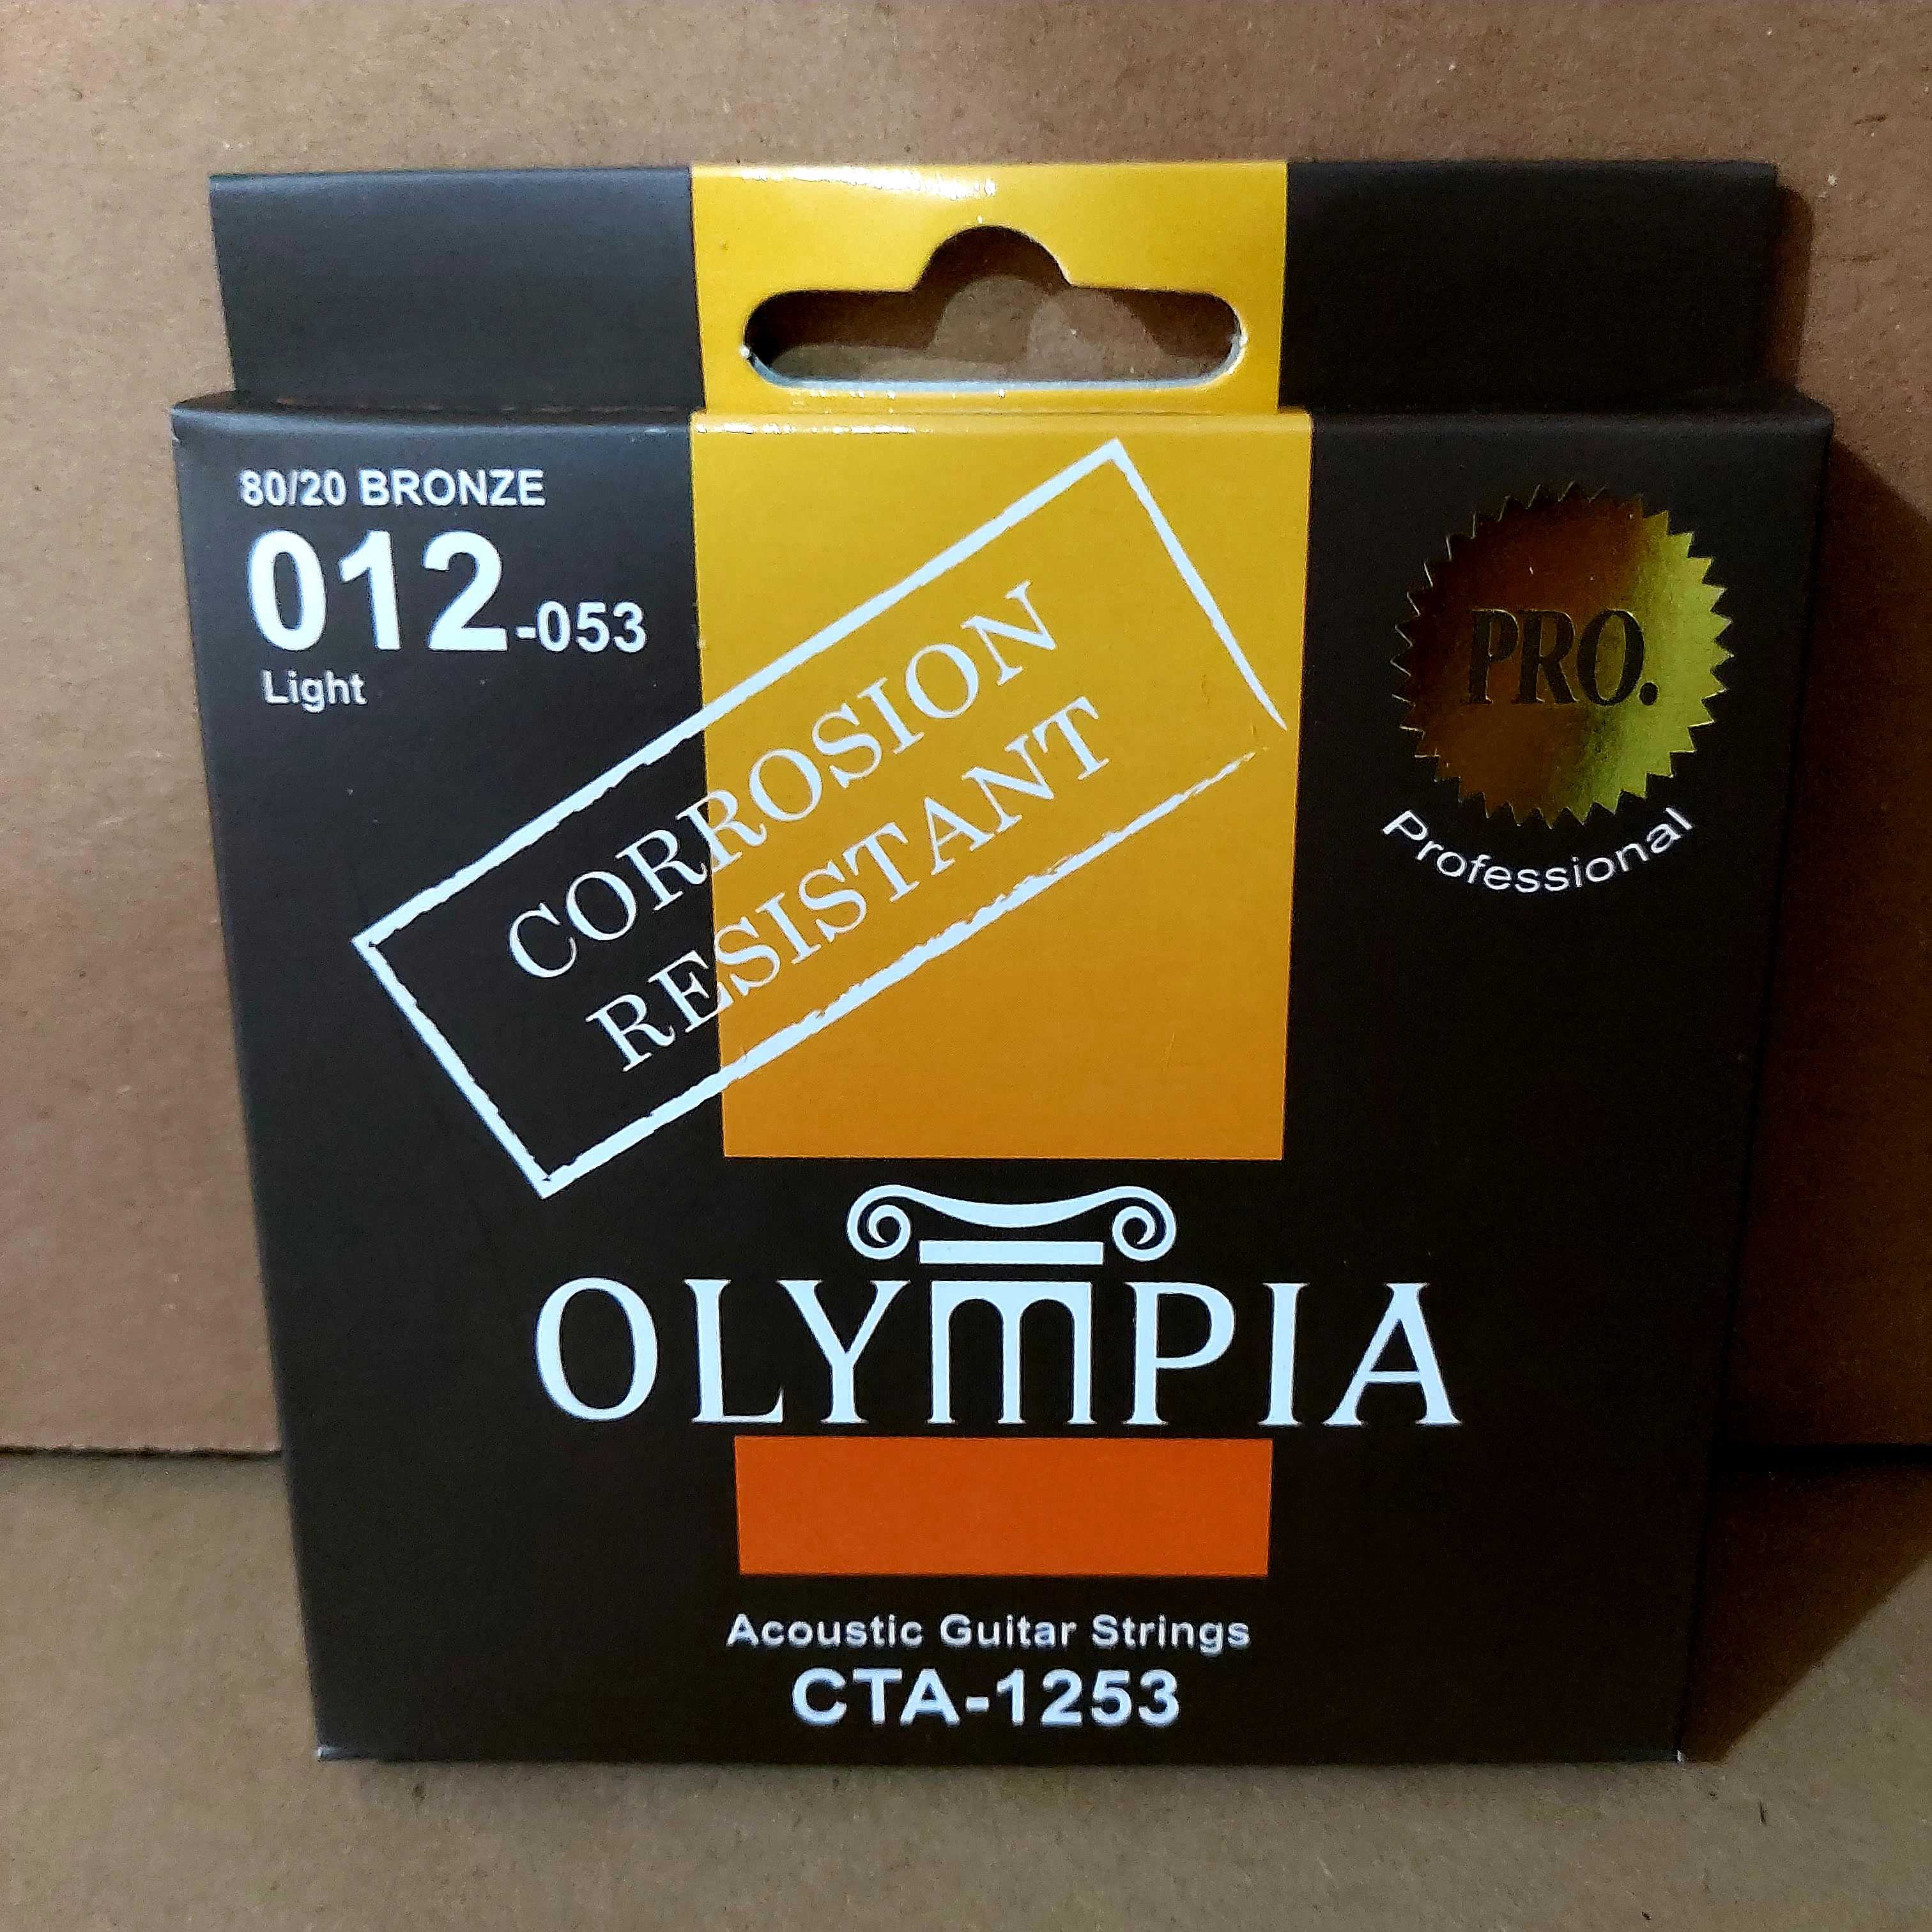 80/20 BRONZE
012-053
Light
CORROSION
RESISTANT
PRO.
Professional
OLYMPIA
Acoustic Guitar Strings
CTA-1253